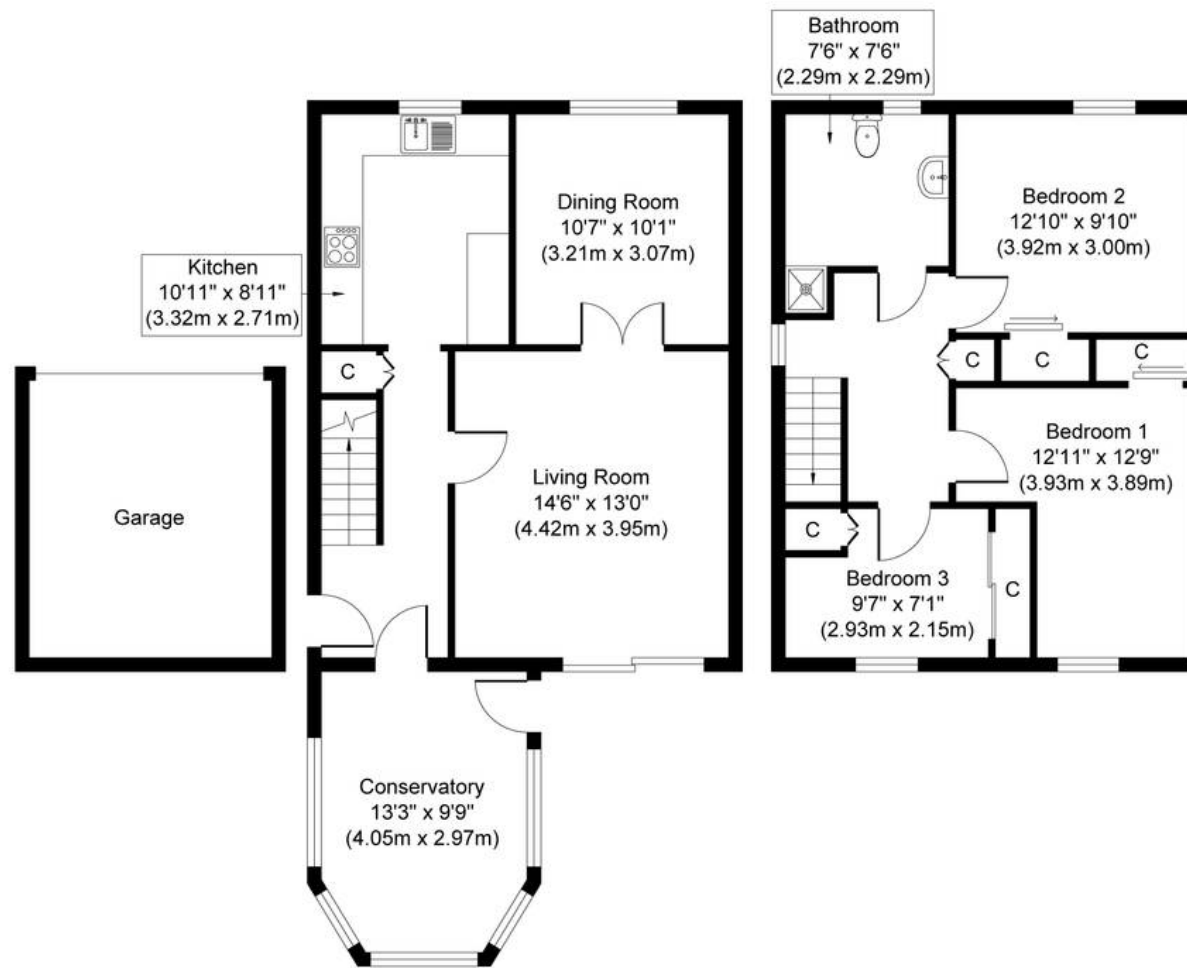 Bathroom
7'6" x 7'6"
(2.29m x 2.29m)
Dining Room
10'7" x 10'1"
(3.21m x 3.07m)
Bedroom 2
12'10" x 9'10"
(3.92m x 3.00m)
Kitchen
10'11" x 8'11"
(3.32m x 2.71m)
C
C
C
C
Bedroom 1
12'11" x 12'9"
(3.93m x 3.89m)
Living Room
14'6" x 13'0"
(4.42m x 3.95m)
Garage
C
C
Bedroom 3
9'7" x 7'1"
(2.93m x 2.15m)
Conservatory
13'3" x 9'9"
(4.05m x 2.97m)